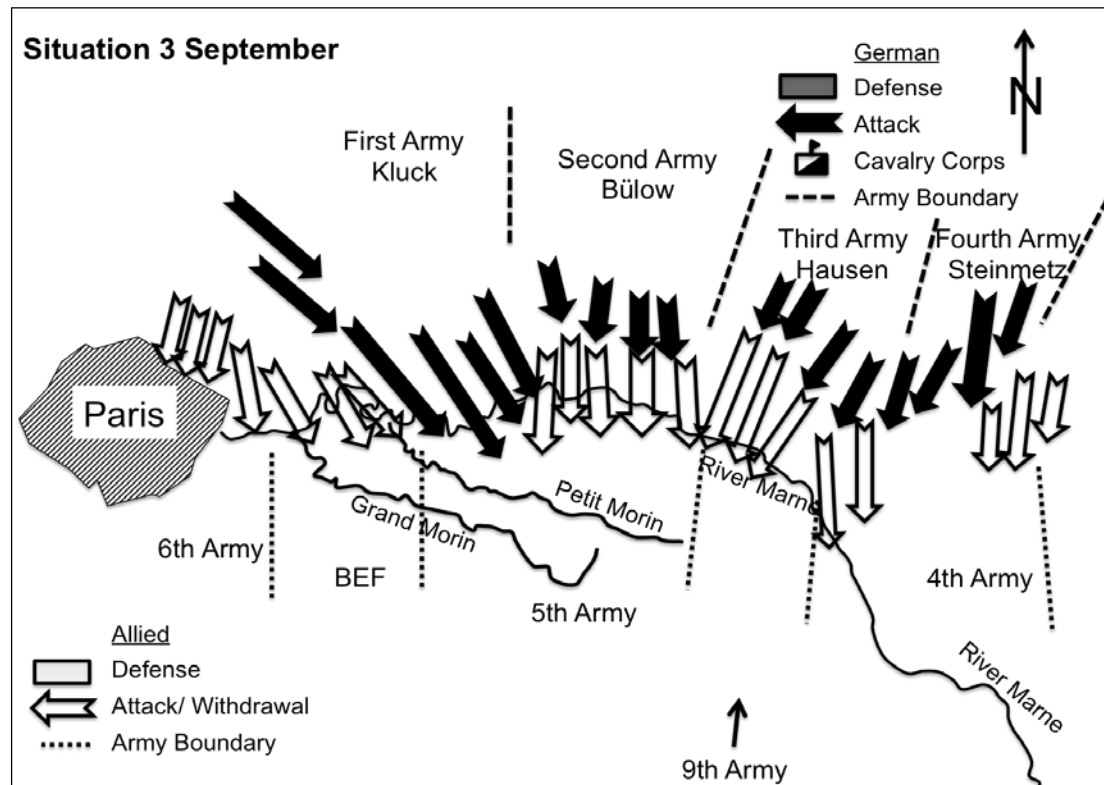 Situation 3 September
German
Defense
Attack
Cavalry Corps
Army Boundary
N
First Army
Kluck
Second Army
Bülow
Third Army
Hausen
Fourth Army
Steinmetz
Paris
River Marne
Petit Morin
Grand Morin
6th Army
BEF
5th Army
4th Army
River Marne
9th Army
Allied
Defense
Attack/ Withdrawal
Army Boundary